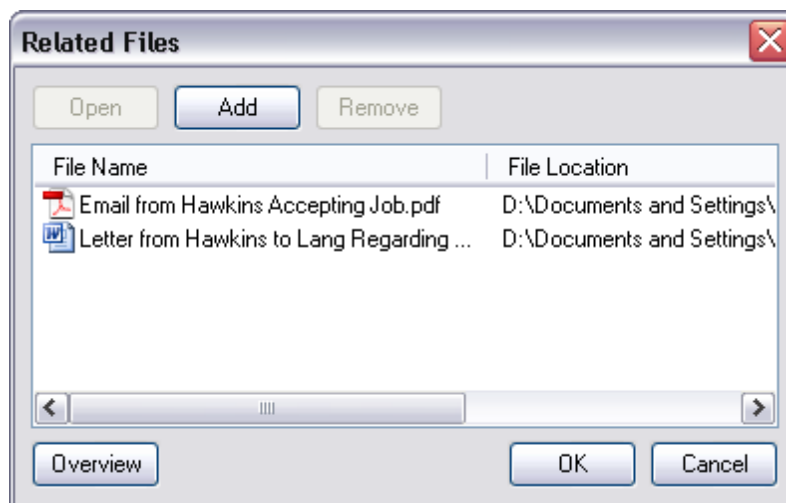 Related Files
Open Add Remove
File Name File Location
Email from Hawkins Accepting Job.pdf D:\Documents and Settings\
Letter from Hawkins to Lang Regarding ... D:\Documents and Settings\
Overview OK Cancel